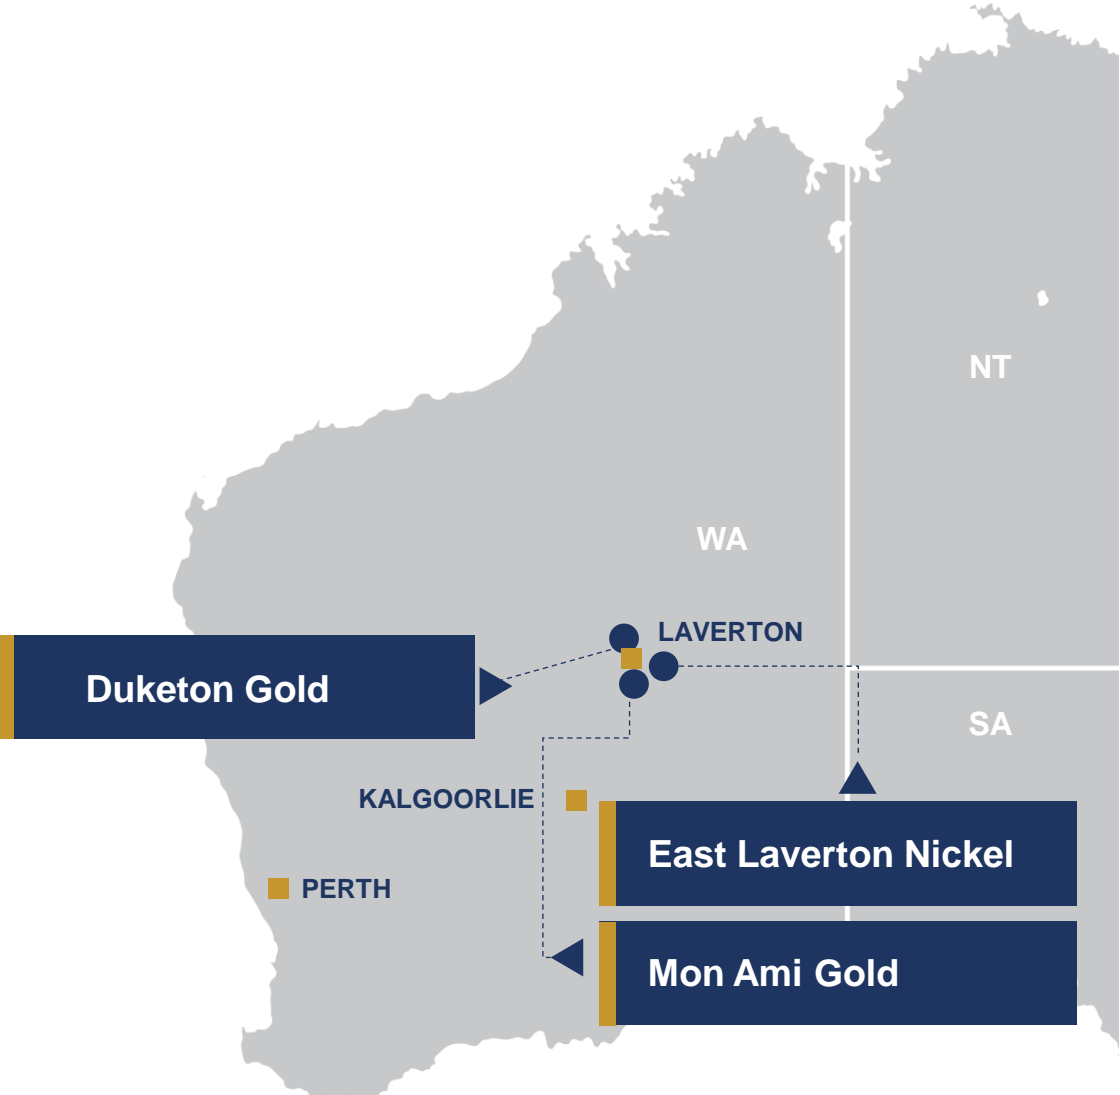 NT
WA
LAVERTON
Duketon Gold
SA
KALGOORLIE
East Laverton Nickel
PERTH
Mon Ami Gold